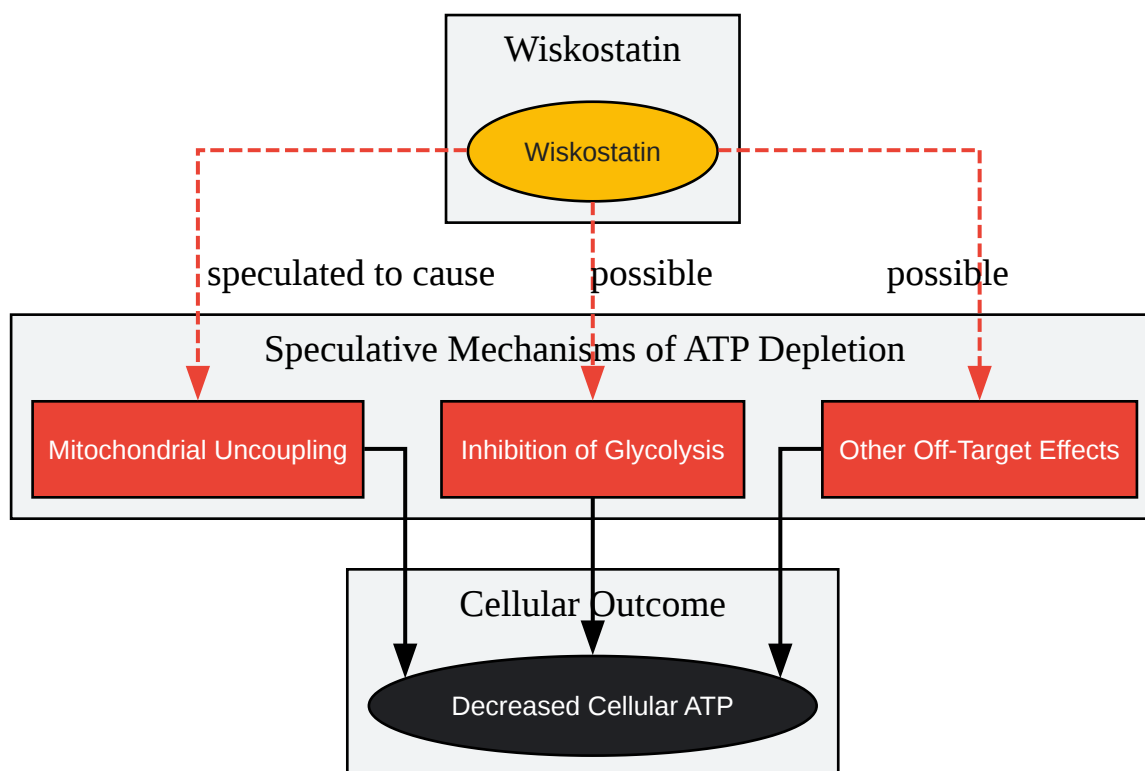 Wiskostatin
Wiskostatin
speculated to cause
possible
possible
Speculative Mechanisms of ATP Depletion
Mitochondrial Uncoupling
Inhibition of Glycolysis
Other Off-Target Effects
Cellular Outcome
Decreased Cellular ATP